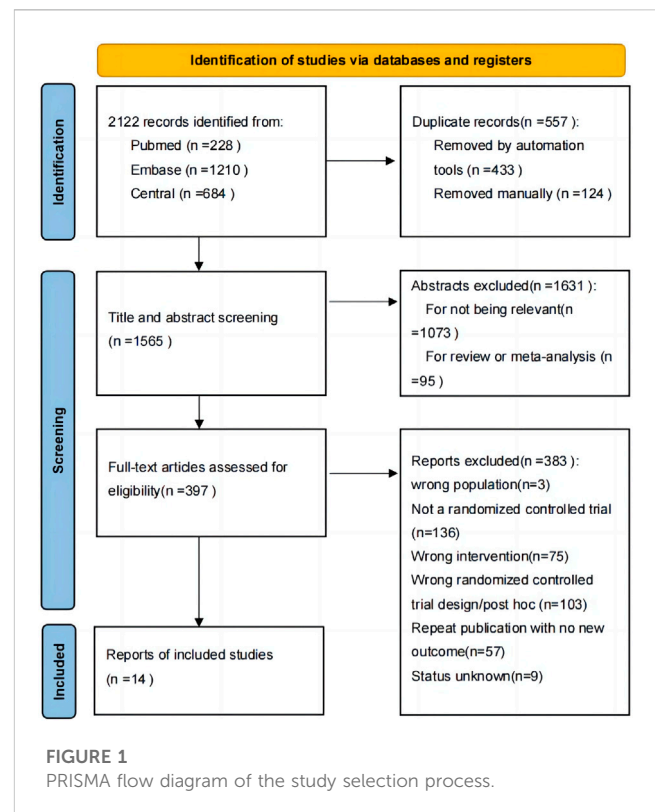 Identification of studies via databases and registers
Identification
2122 records identified from:
Pubmed (n =228 )
Embase (n =1210 )
Central (n =684 )
Duplicate records(n =557 ):
Removed by automation
tools (n =433 )
Removed manually (n =124 )
Screening
Title and abstract screening
(n =1565 )
Abstracts excluded(n =1631 ):
For not being relevant(n
=1073 )
For review or meta-analysis (n
=95 )
Full-text articles assessed for
eligibility(n =397 )
Reports excluded(n =383 ):
wrong population(n=3)
Not a randomized controlled trial
(n=136)
Wrong intervention(n=75)
Wrong randomized controlled
trial design/post hoc (n=103)
Repeat publication with no new
outcome(n=57)
Status unknown(n=9)
Included
Reports of included studies
(n =14 )
FIGURE 1
PRISMA flow diagram of the study selection process.